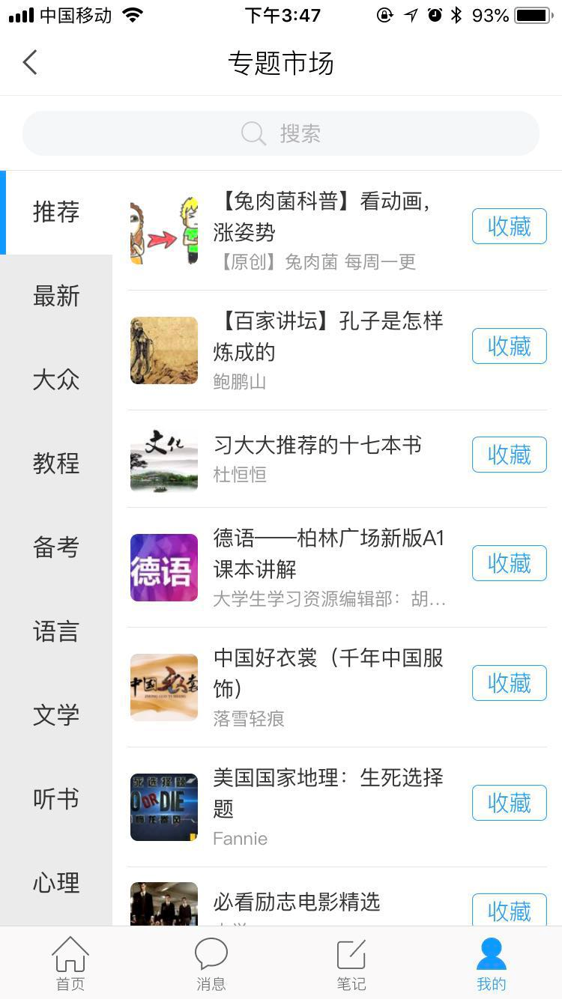 中国移动
下午3:47
93%
专题市场
搜索
推荐
最新
大众
教程
备考
语言
文学
听书
心理
【兔肉菌科普】看动画，
涨姿势
【原创】兔肉菌 每周一更
收藏
【百家讲坛】孔子是怎样
炼成的
鲍鹏山
收藏
文化
习大大推荐的十七本书
杜恒恒
收藏
德语
德语——柏林广场新版A1
课本讲解
大学生学习资源编辑部：胡...
收藏
中国好衣裳（千年中国服
饰）
落雪轻痕
收藏
OR DIE
美国国家地理：生死选择
题
Fannie
收藏
必看励志电影精选
收藏
首页
消息
笔记
我的